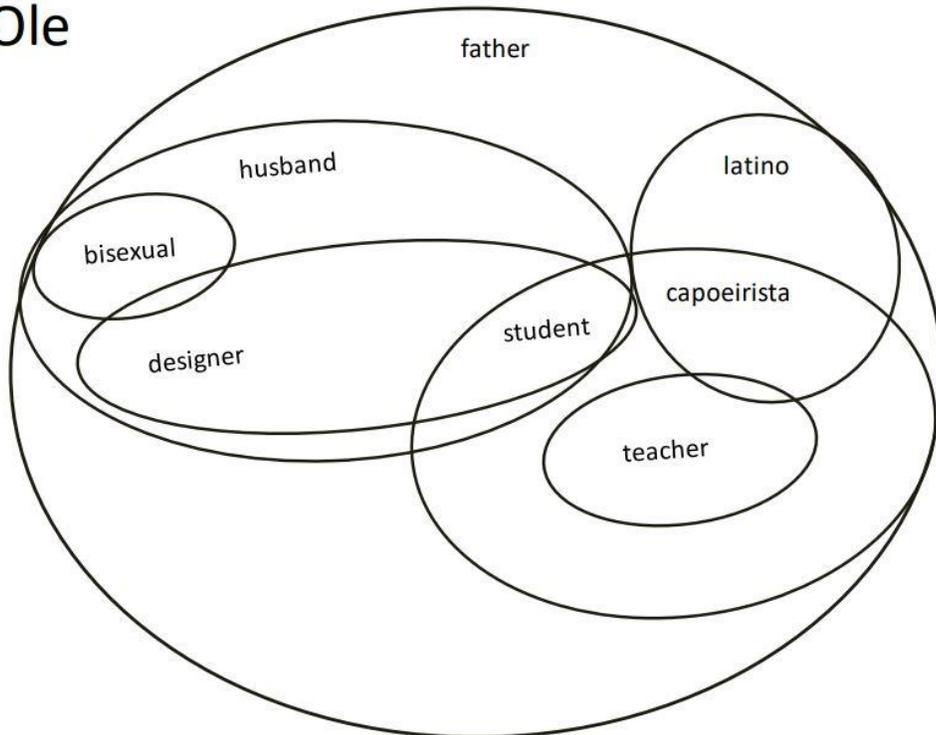 Ole
father
husband
latino
bisexual
capoeirista
student
designer
teacher